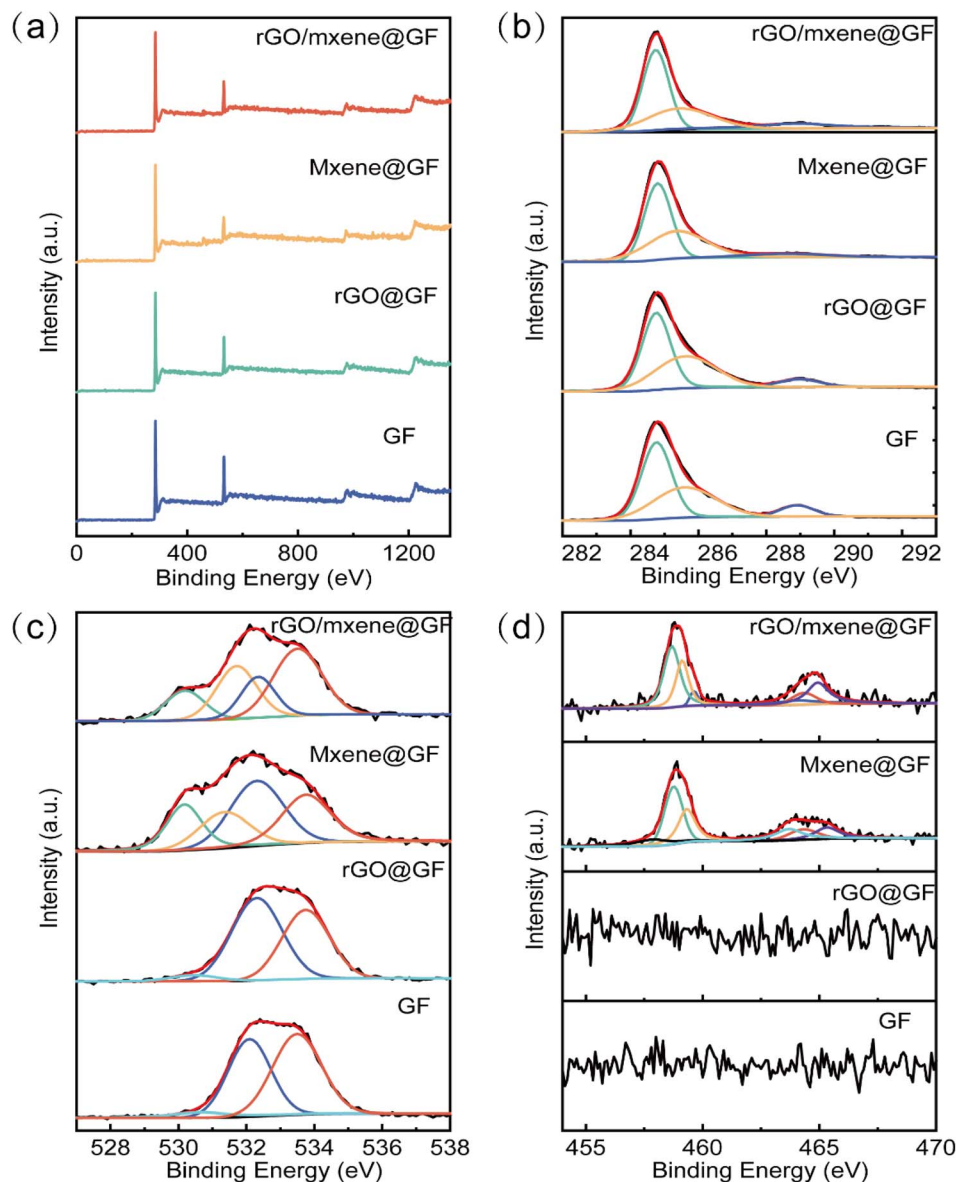 (a)
rGO/mxene@GF
Mxene@GF
rGO@GF
GF
Intensity (a.u.)
0 400 800 1200
Binding Energy (eV)
(b)
rGO/mxene@GF
Mxene@GF
rGO@GF
GF
Intensity (a.u.)
282 284 286 288 290 292
Binding Energy (eV)
(c)
rGO/mxene@GF
Mxene@GF
rGO@GF
GF
Intensity (a.u.)
528 530 532 534 536 538
Binding Energy (eV)
(d)
rGO/mxene@GF
Mxene@GF
rGO@GF
GF
Intensity (a.u.)
455 460 465 470
Binding Energy (eV)